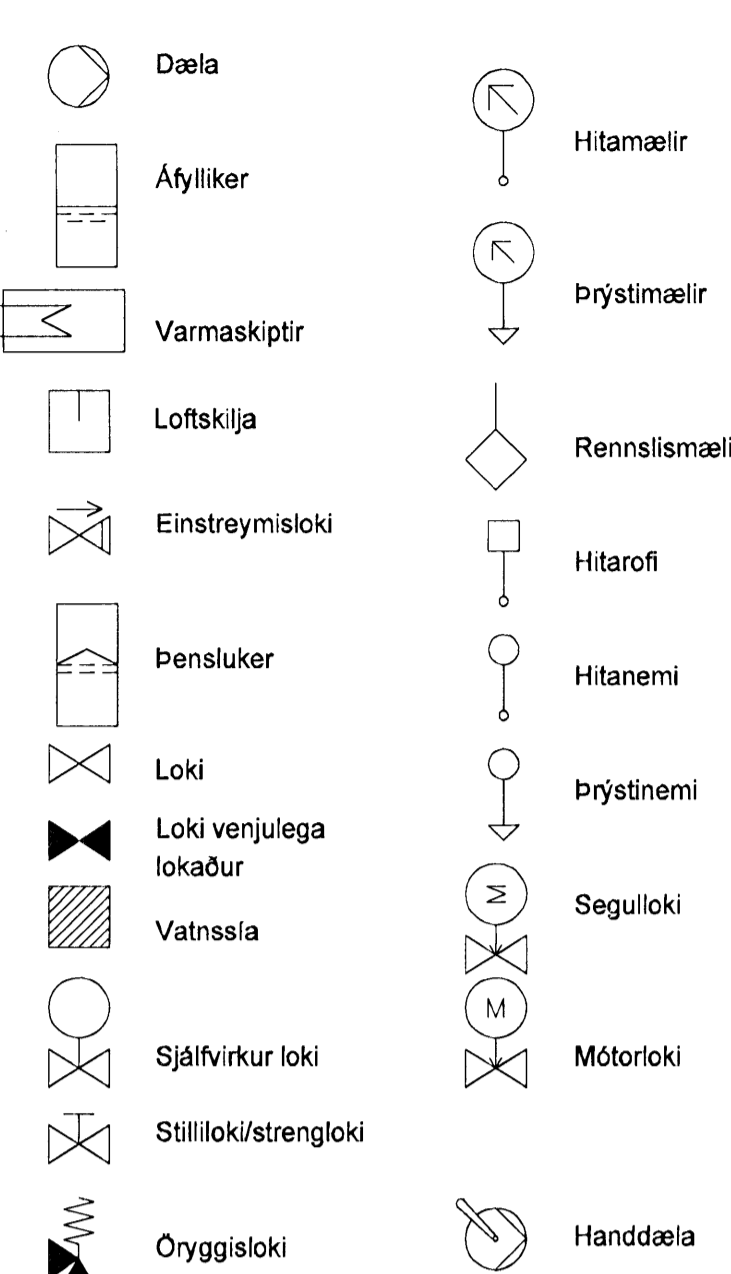 Dæla
Áfylliker
Varmaskiptir
Loftskilja
Einstreymisloki
Þensluker
Loki
Loki venjulega
lokaður
Vatnssía
Sjálfvirkur loki
Stilliloki/strengloki
Öryggisloki
Hitamælir
Þrýstimælir
Rennslismæli
Hitarofi
Hitanemi
Þrýstinemi
Σ
Segulloki
M
Mótorloki
Handdæla